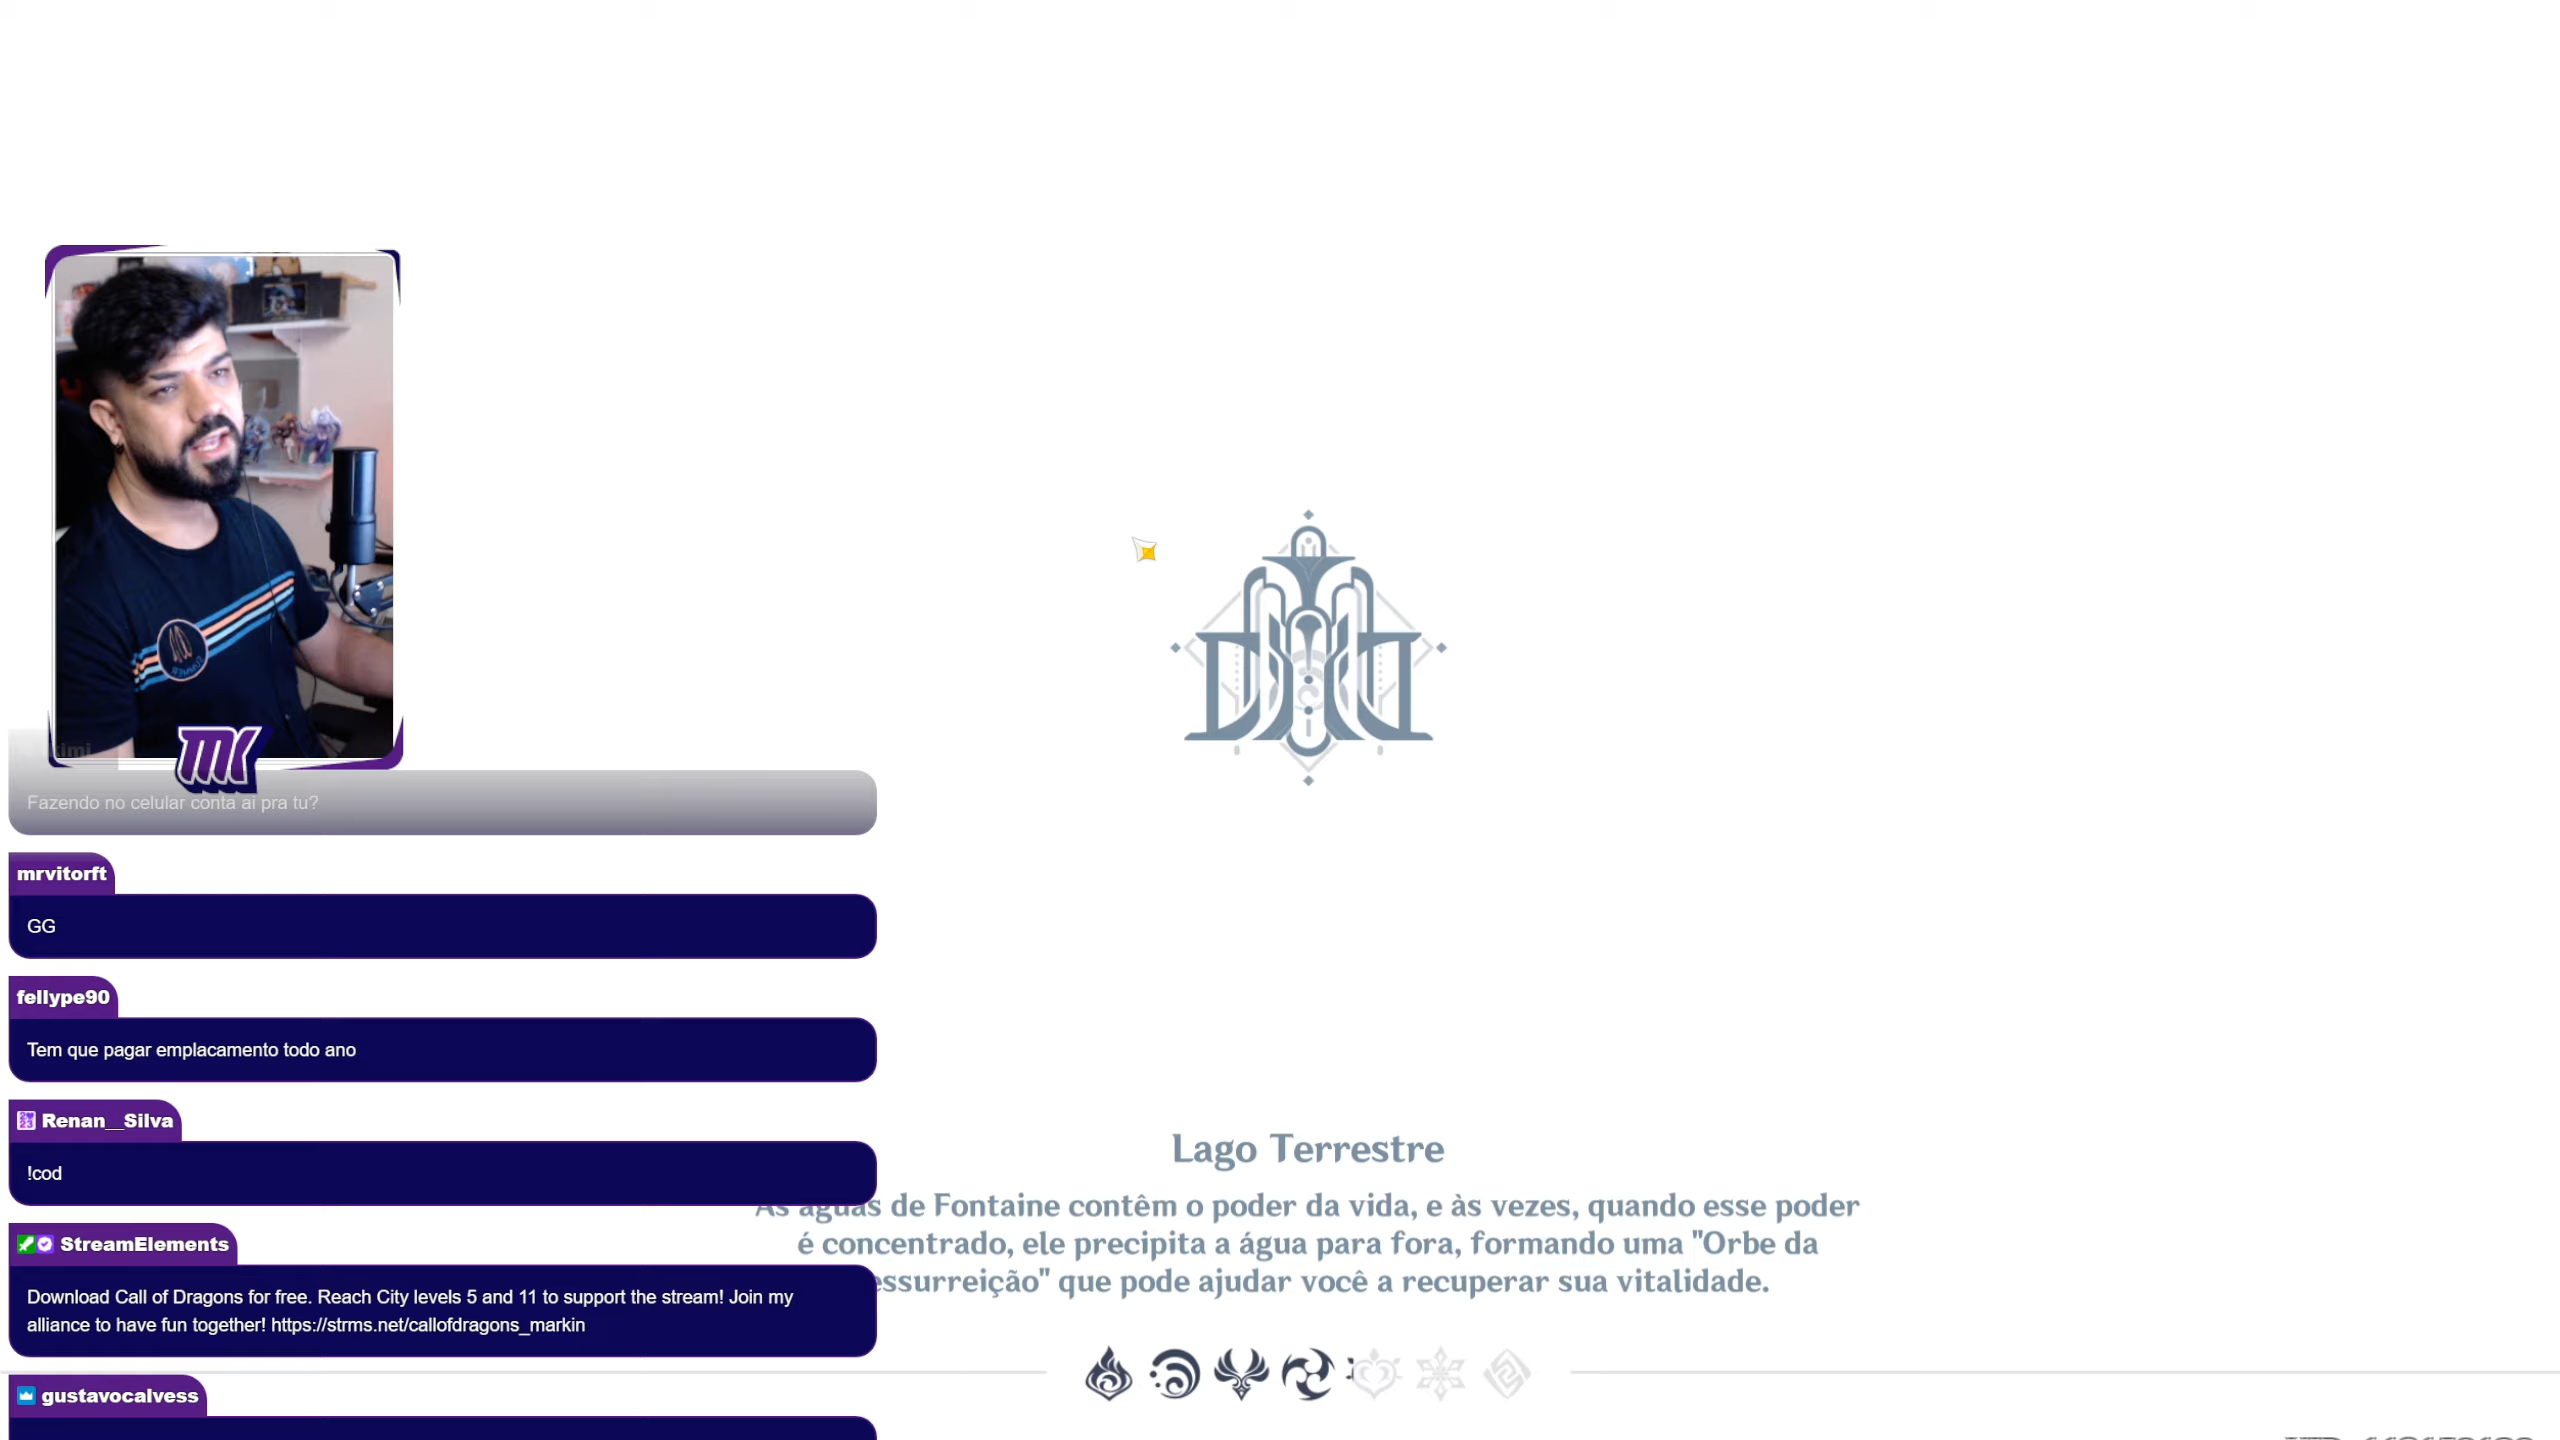 Fazendo no celular conta aí pra tu?
mrvitorft
GG
fellype90
Tem que pagar emplacamento todo ano
Renan__Silva
!cod
StreamElements
Download Call of Dragons for free. Reach City levels 5 and 11 to support the stream! Join my
alliance to have fun together! https://strms.net/callofdragons_markin
gustavocalvess
MK
Lago Terrestre
As águas de Fontaine contêm o poder da vida, e às vezes, quando esse poder
é concentrado, ele precipita a água para fora, formando uma "Orbe da
essurreição" que pode ajudar você a recuperar sua vitalidade.